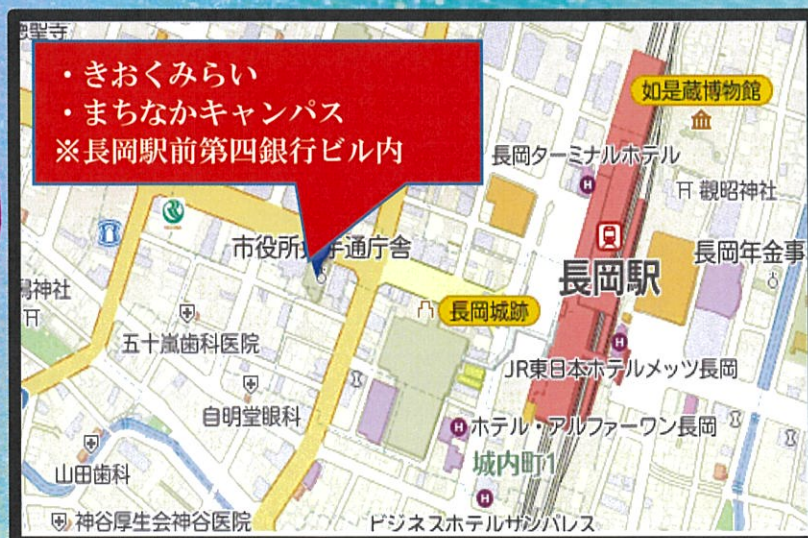 ・きおくみらい
・まちなかキャンパス
※長岡駅前第四銀行ビル内
如是蔵博物館
長岡ターミナルホテル
觀昭神社
市役所
手通庁舎
長岡駅
長岡年金事
神社
長岡城跡
五十嵐歯科医院
JR東日本ホテルメッツ長岡
自明堂眼科
ホテル・アルファーワン長岡
城内町1
山田歯科
神谷厚生会神谷医院
ビジネスホテルサンパレス